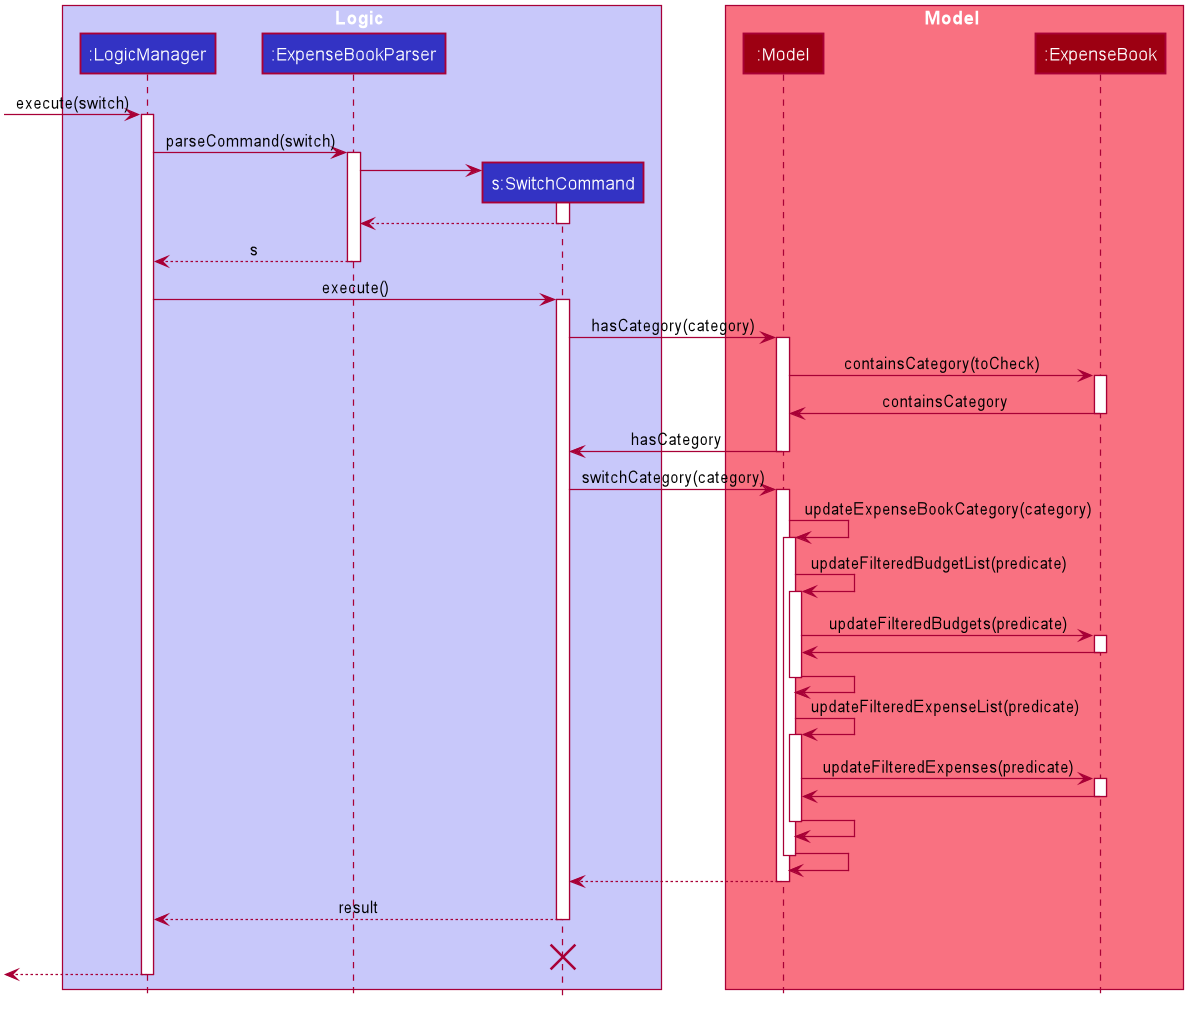 Logic
Model
:LogicManager
:ExpenseBookParser
:Model
:ExpenseBook
execute(switch)
parseCommand(switch)
s:SwitchCommand
s
execute()
hasCategory(category)
containsCategory(toCheck)
containsCategory
hasCategory
switchCategory(category)
updateExpenseBookCategory(category)
updateFilteredBudgetList(predicate)
updateFilteredBudgets(predicate)
updateFilteredExpenseList(predicate)
updateFilteredExpenses(predicate)
result